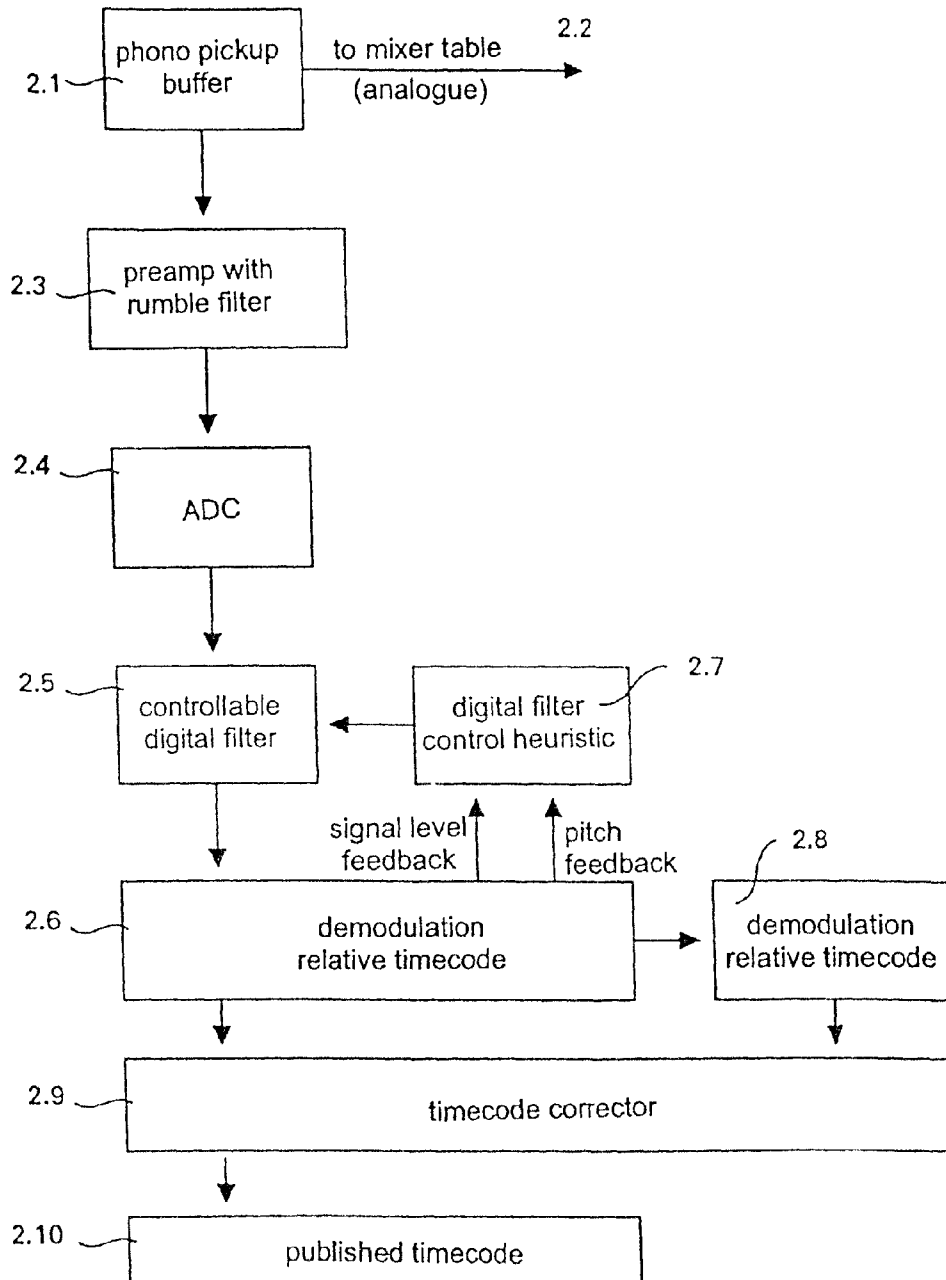 phono pickup
buffer
2.1
to mixer table
(analogue)
2.2
preamp with
rumble filter
2.3
2.4
ADC
2.5
controllable
digital filter
2.7
digital filter
control heuristic
signal level
feedback
pitch
feedback
2.8
2.6
demodulation
relative timecode
demodulation
relative timecode
2.9
timecode corrector
2.10
published timecode